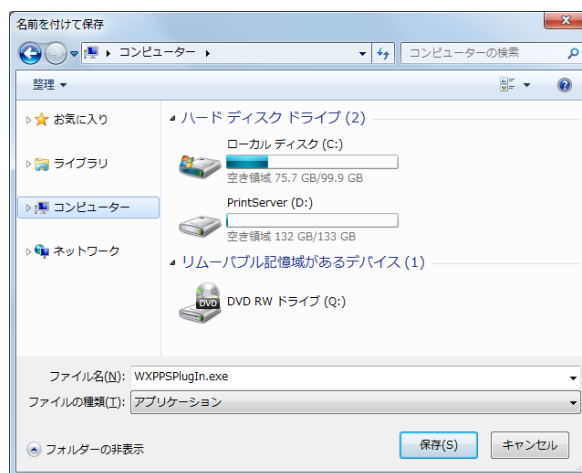 名前を付けて保存
コンピューター
コンピューターの検索
整理
お気に入り
ライブラリ
コンピューター
ネットワーク
ハード ディスク ドライブ (2)
ローカル ディスク (C:)
空き領域 75.7 GB/99.9 GB
PrintServer (D:)
空き領域 132 GB/133 GB
リムーバブル記憶域があるデバイス (1)
DVD
DVD RW ドライブ (Q:)
ファイル名(N): WXPPSPlugIn.exe
ファイルの種類(T): アプリケーション
フォルダーの非表示
保存(S)
キャンセル